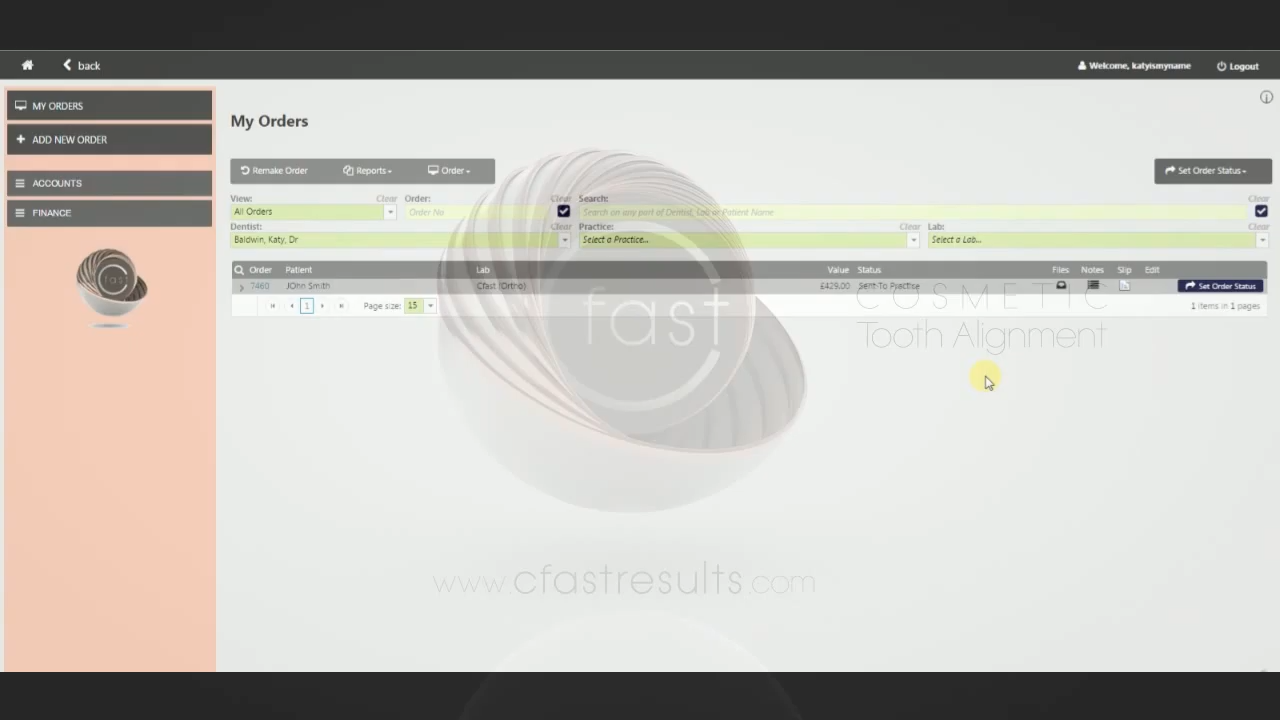 back
Welcome, katyismyname
Logout
MY ORDERS
ADD NEW ORDER
ACCOUNTS
FINANCE
fast
My Orders
Remake Order Reports Order Set Order Status
View: Clear Order: Clear Search: Clear
All Orders Order No Search on any part of Dentist, Lab or Patient Name
Dentist: Clear Practice: Clear Lab: Clear
Baldwin, Katy, Dr Select a Practice... Select a Lab...
Order Patient Lab Value Status Files Notes Slip Edit
7460 JOhn Smith Cfast (Ortho) £429.00 Sent-To Practise Set Order Status
1 Page size: 15 1 items in 1 pages
fast
COSMETIC
Tooth Alignment
www.cfastresults.com